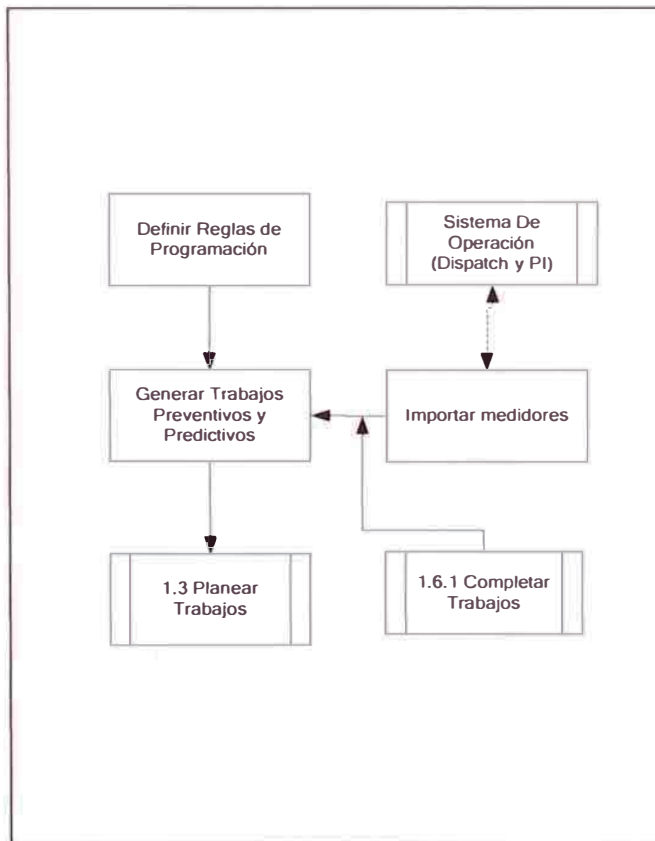 Definir Reglas de
Programación
Sistema De
Operación
(Dispatch y PI)
Generar Trabajos
Preventivos y
Predictivos
Importar medidores
1.3 Planear
Trabajos
1.6.1 Completar
Trabajos